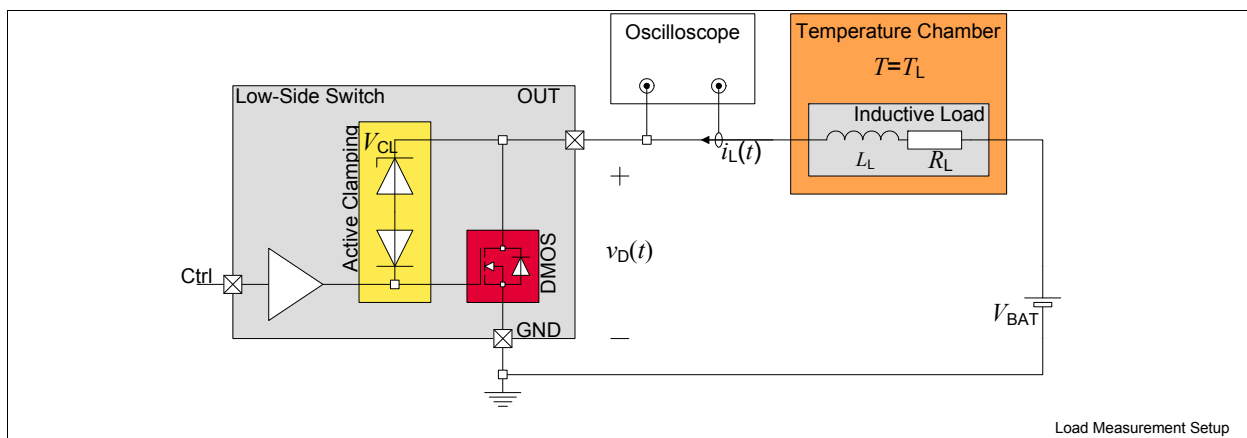 Oscilloscope
Temperature Chamber
T=TL
Low-Side Switch
OUT
Inductive Load
Active Clamping
VCL
iL(t)
LL
RL
+
vD(t)
DMOS
Ctrl
VBAT
GND
–
Load Measurement Setup